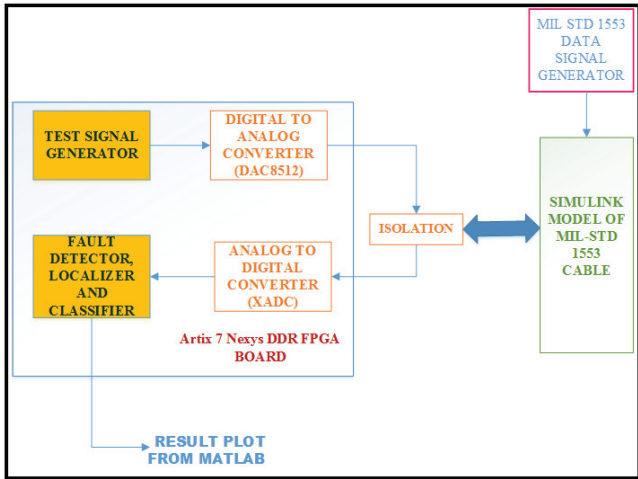 MIL STD 1553
DATA
SIGNAL
GENERATOR
TEST SIGNAL
GENERATOR
DIGITAL TO
ANALOG
CONVERTER
(DAC8512)
ISOLATION
SIMULINK
MODEL OF
MIL-STD
1553
CABLE
FAULT
DETECTOR,
LOCALIZER
AND
CLASSIFIER
ANALOG TO
DIGITAL
CONVERTER
(XADC)
Artix 7 Nexys DDR FPGA
BOARD
RESULT PLOT
FROM MATLAB